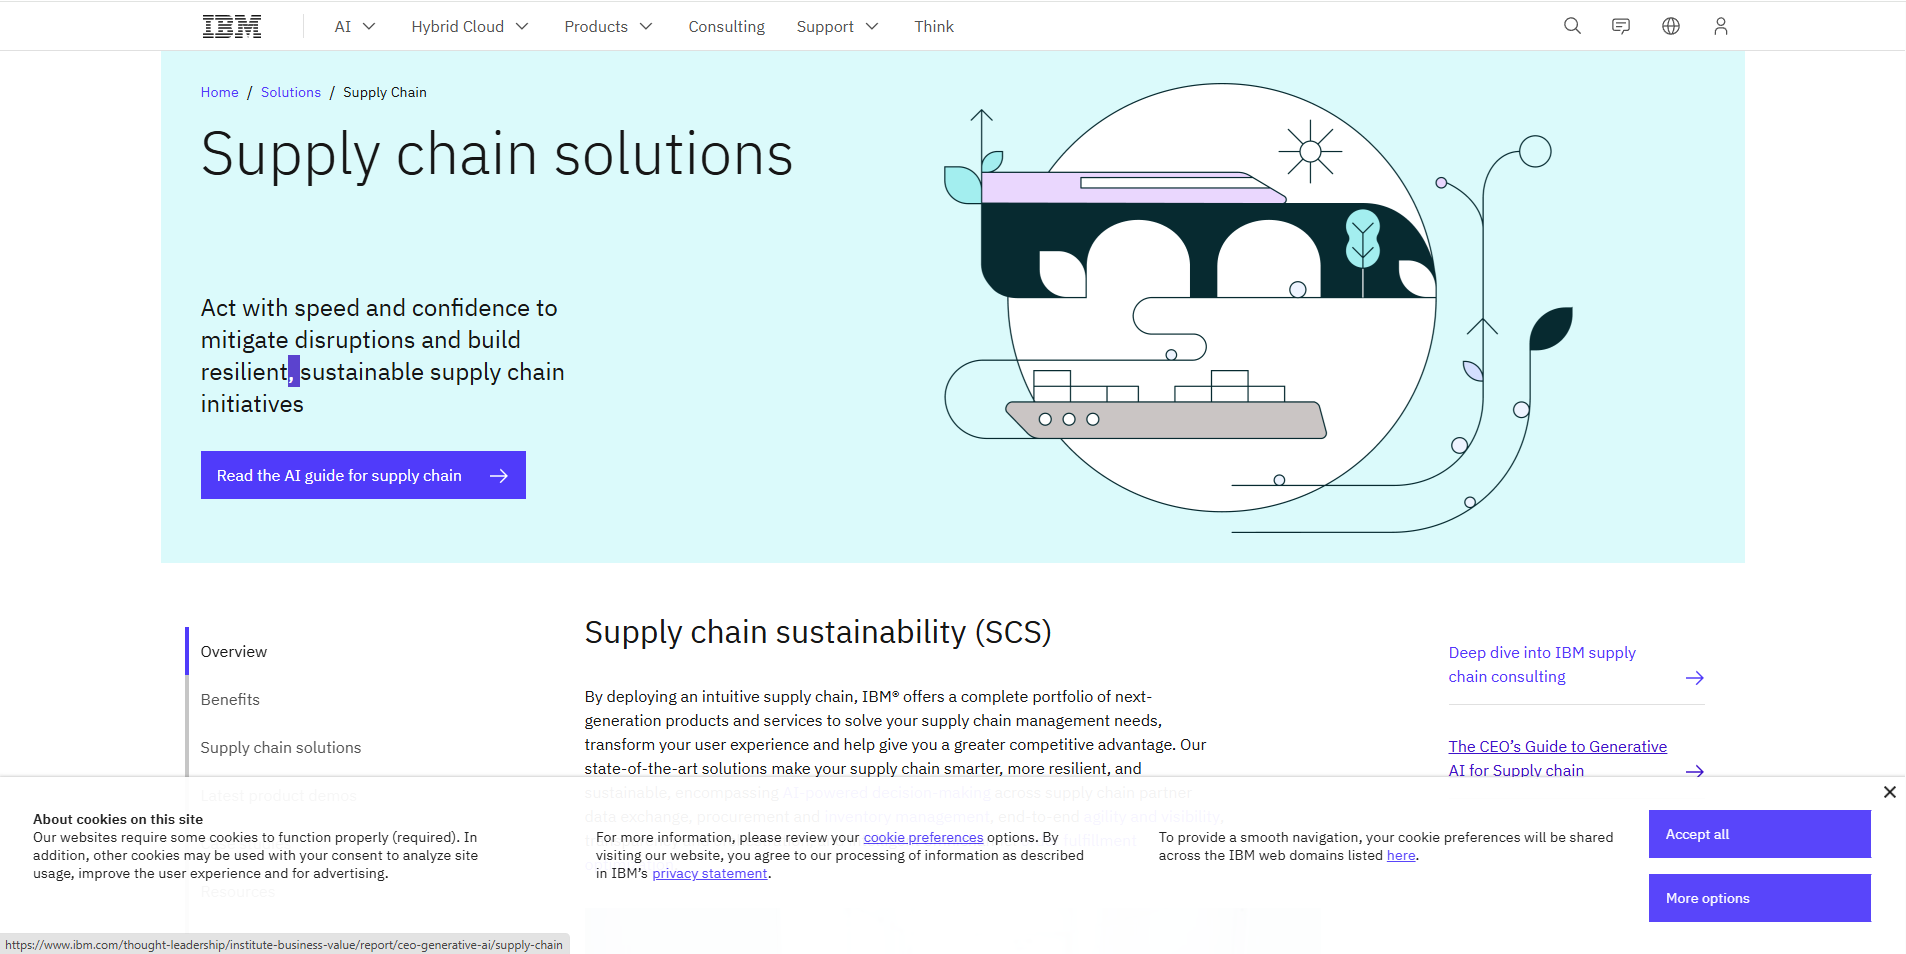 IBM
AI
Hybrid Cloud
Products
Consulting
Support
Think
Home / Solutions / Supply Chain
Supply chain solutions
Act with speed and confidence to
mitigate disruptions and build
resilient, sustainable supply chain
initiatives
Read the AI guide for supply chain
Overview
Benefits
Supply chain solutions
Latest product demos
Resources
Supply chain sustainability (SCS)
By deploying an intuitive supply chain, IBM® offers a complete portfolio of next-
generation products and services to solve your supply chain management needs,
transform your user experience and help give you a greater competitive advantage. Our
state-of-the-art solutions make your supply chain smarter, more resilient, and
sustainable, encompassing AI-powered decision-making across supply chain partner
data exchange, procurement and inventory management, end-to-end agility and visibility,
fulfillment
Deep dive into IBM supply
chain consulting
The CEO’s Guide to Generative
AI for Supply chain
About cookies on this site
Our websites require some cookies to function properly (required). In
addition, other cookies may be used with your consent to analyze site
usage, improve the user experience and for advertising.
For more information, please review your cookie preferences options. By
visiting our website, you agree to our processing of information as described
in IBM’s privacy statement.
To provide a smooth navigation, your cookie preferences will be shared
across the IBM web domains listed here.
Accept all
More options
https://www.ibm.com/thought-leadership/institute-business-value/report/ceo-generative-ai/supply-chain